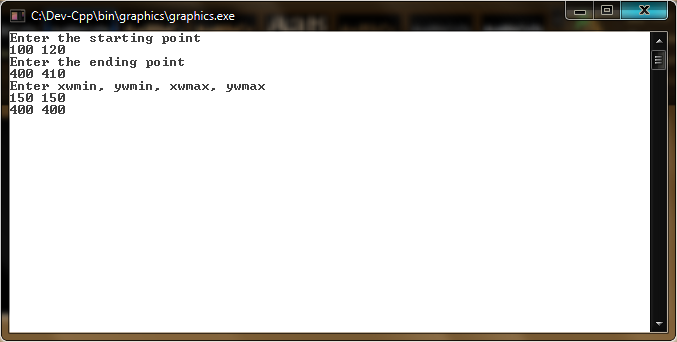 C:\Dev-Cpp\bin\graphics\graphics.exe
Enter the starting point
100 120
Enter the ending point
400 410
Enter xwmin, ywmin, xwmax, ywmax
150 150
400 400